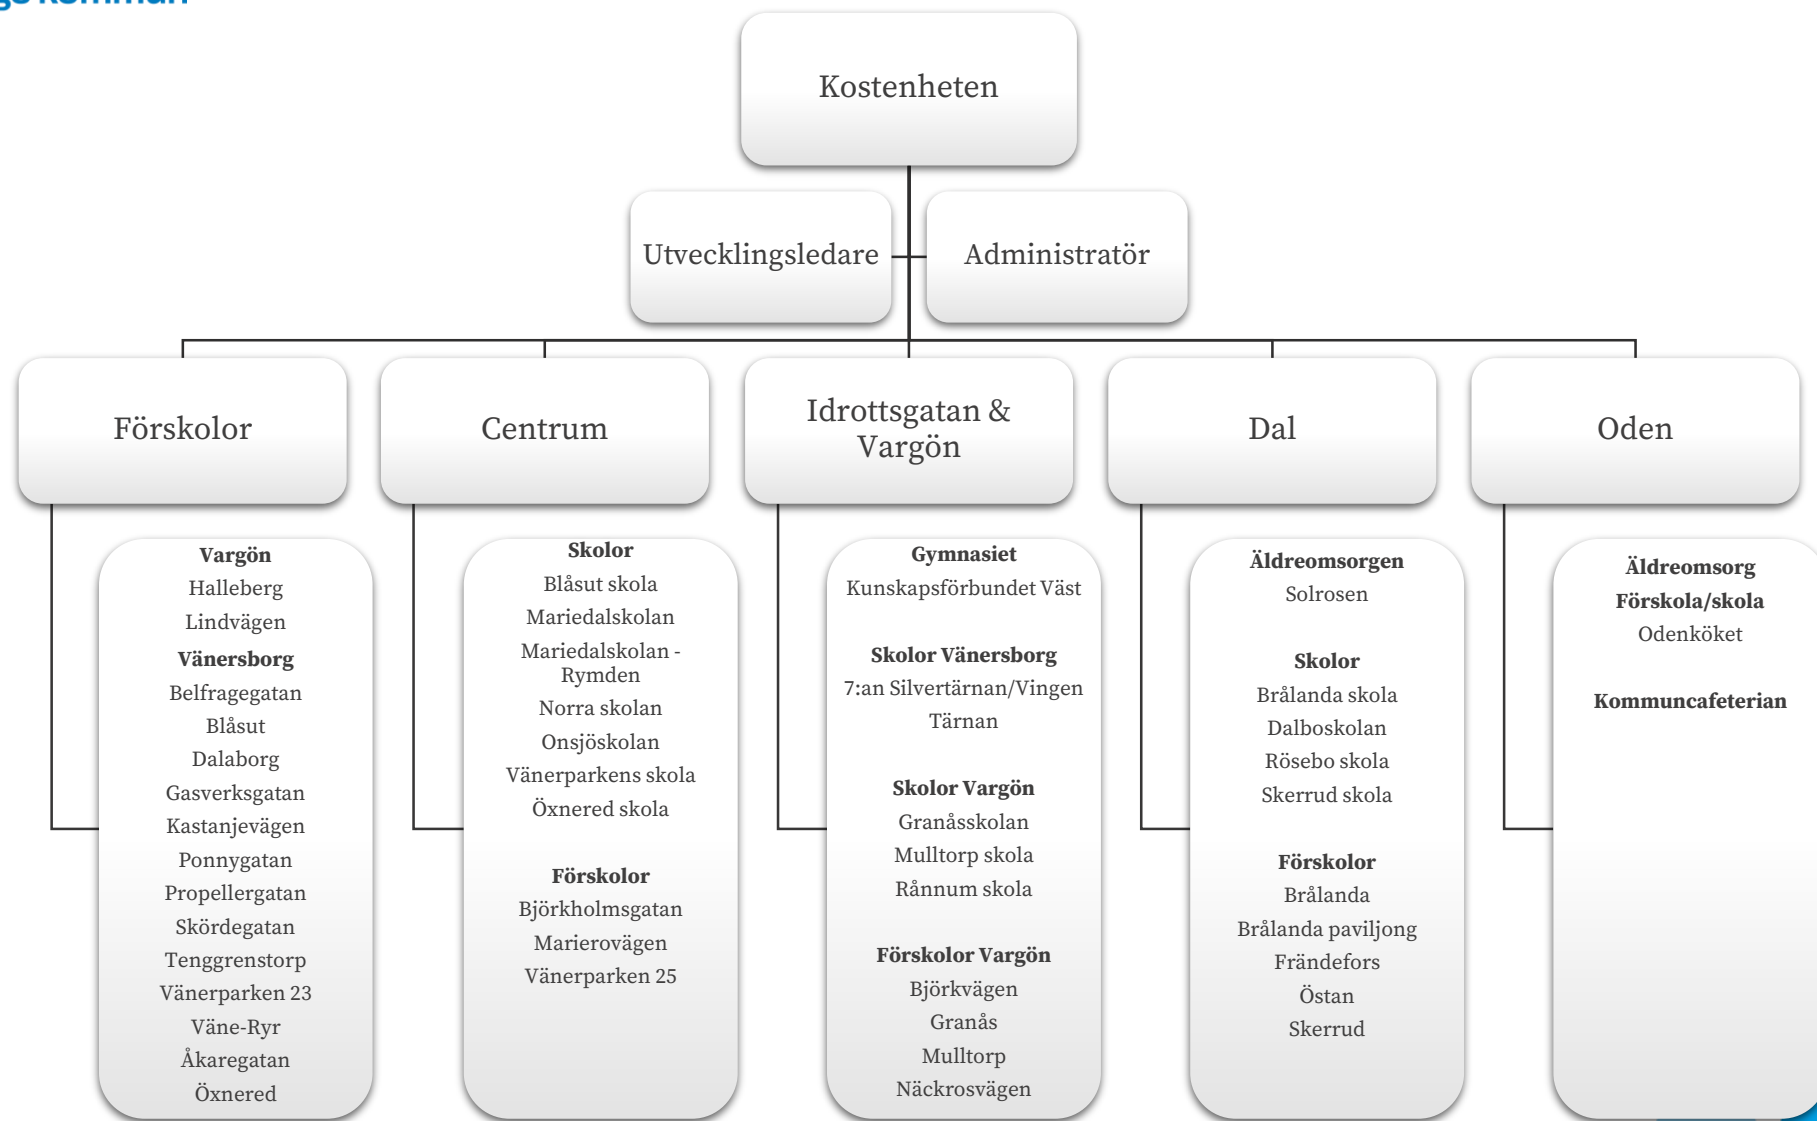 Kostenheten
Utvecklingsledare
Administratör
Förskolor
Centrum
Idrottsgatan &
Vargön
Dal
Oden
Vargön
Halleberg
Lindvägen
Vänersborg
Belfragegatan
Blåsut
Dalaborg
Gasverksgatan
Kastanjevägen
Ponnygatan
Propellergatan
Skördegatan
Tenggrenstorp
Vänerparken 23
Väne-Ryr
Åkaregatan
Öxnered
Skolor
Blåsut skola
Mariedalskolan
Mariedalskolan -
Rymden
Norra skolan
Onsjöskolan
Vänerparkens skola
Öxnered skola
Förskolor
Björkholmsgatan
Marierovägen
Vänerparken 25
Gymnasiet
Kunskapsförbundet Väst
Skolor Vänersborg
7:an Silvertärnan/Vingen
Tärnan
Skolor Vargön
Granåsskolan
Mulltorp skola
Rånnum skola
Förskolor Vargön
Björkvägen
Granås
Mulltorp
Näckrosvägen
Äldreomsorgen
Solrosen
Skolor
Brålanda skola
Dalboskolan
Rösebo skola
Skerrud skola
Förskolor
Brålanda
Brålanda paviljong
Frändefors
Östan
Skerrud
Äldreomsorg
Förskola/skola
Odenköket
Kommuncafeterian